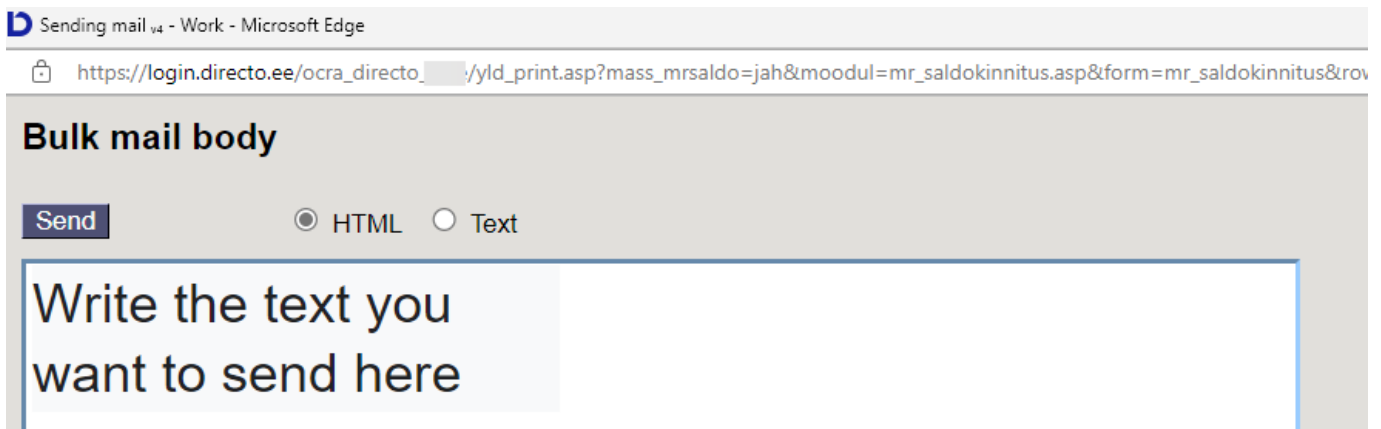 Sending mail v4 - Work - Microsoft Edge
https://login.directo.ee/ocra_directo_ /yld_print.asp?mass_mrsaldo=jah&moodul=mr_saldokinnitus.asp&form=mr_saldokinnitus&rov
Bulk mail body
Send HTML Text
Write the text you
want to send here